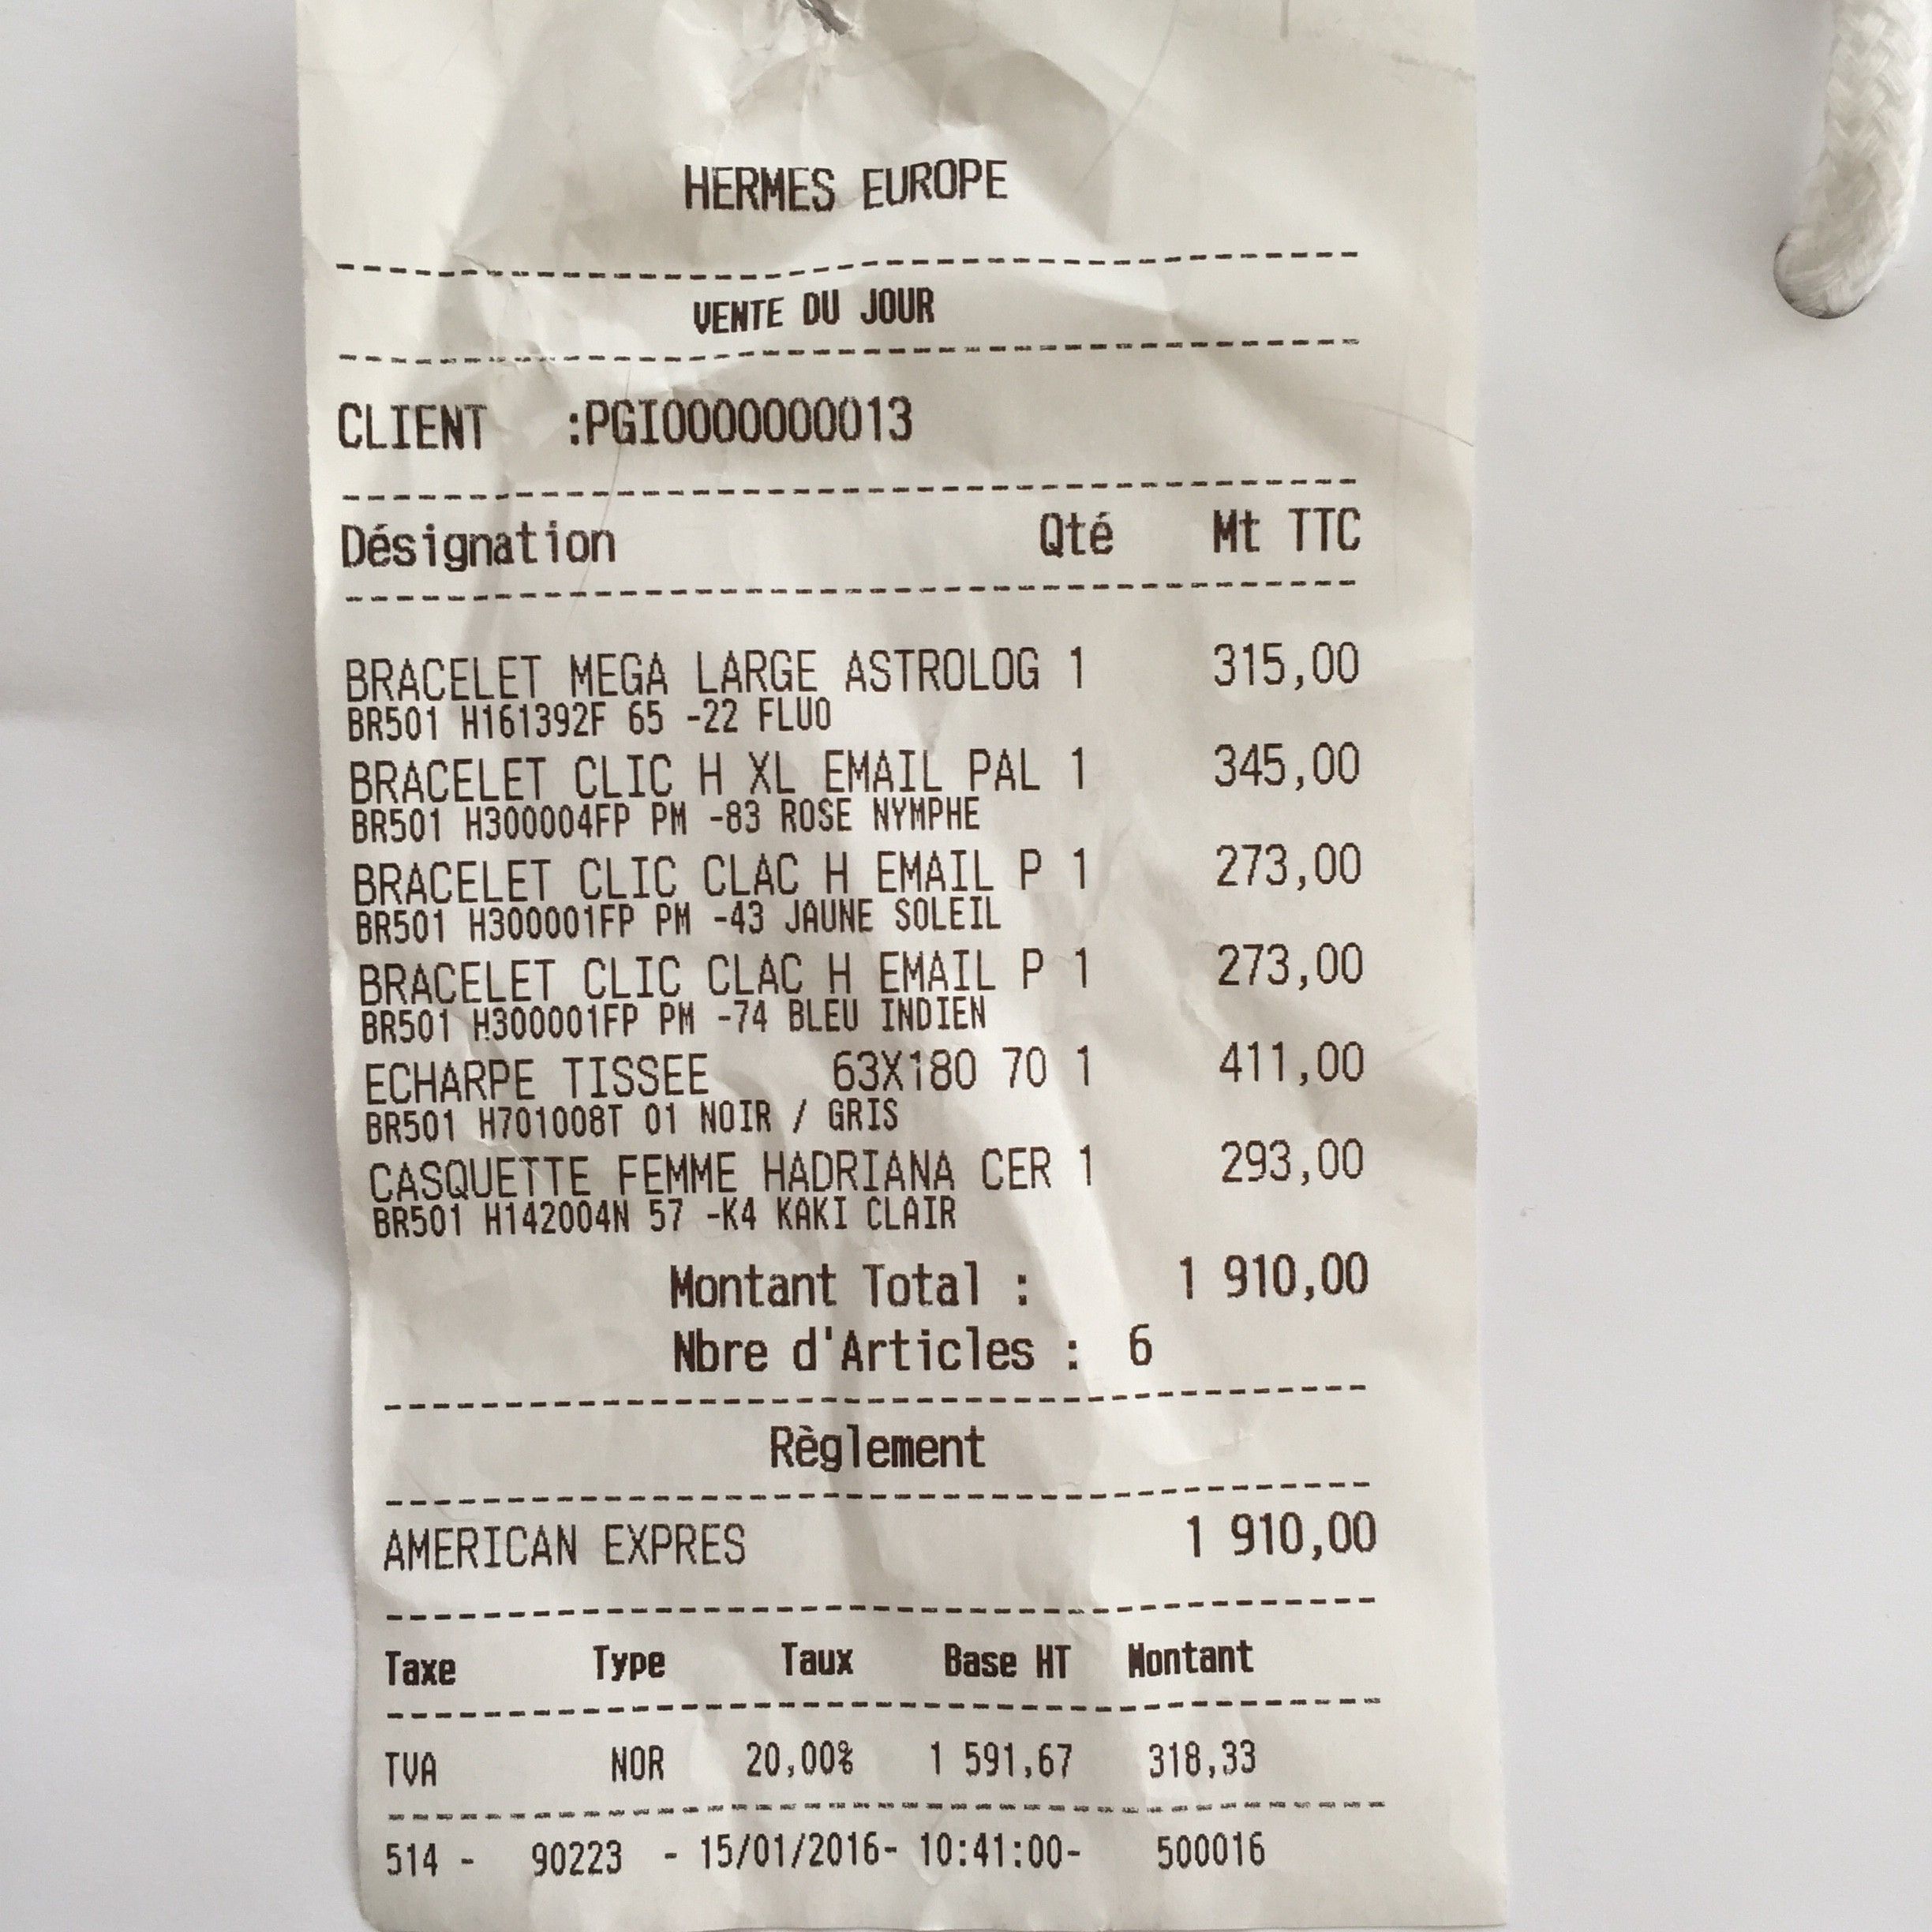 HERMES EUROPE
VENTE DU JOUR
CLIENT :PGI0000000013
Désignation Qté Mt TTC
BRACELET MEGA LARGE ASTROLOG 1 315,00
BR501 H161392F 65 -22 FLUO
BRACELET CLIC H XL EMAIL PAL 1 345,00
BR501 H300004FP PM -83 ROSE NYMPHE
BRACELET CLIC CLAC H EMAIL P 1 273,00
BR501 H300001FP PM -43 JAUNE SOLEIL
BRACELET CLIC CLAC H EMAIL P 1 273,00
BR501 H300001FP PM -74 BLEU INDIEN
ECHARPE TISSEE 63X180 70 1 411,00
BR501 H701008T 01 NOIR / GRIS
CASQUETTE FEMME HADRIANA CER 1 293,00
BR501 H142004N 57 -K4 KAKI CLAIR
Montant Total : 1 910,00
Nbre d'Articles : 6
Règlement
AMERICAN EXPRES 1 910,00
Taxe Type Taux Base HT Montant
TVA NOR 20,00% 1 591,67 318,33
514 - 90223 - 15/01/2016- 10:41:00- 500016